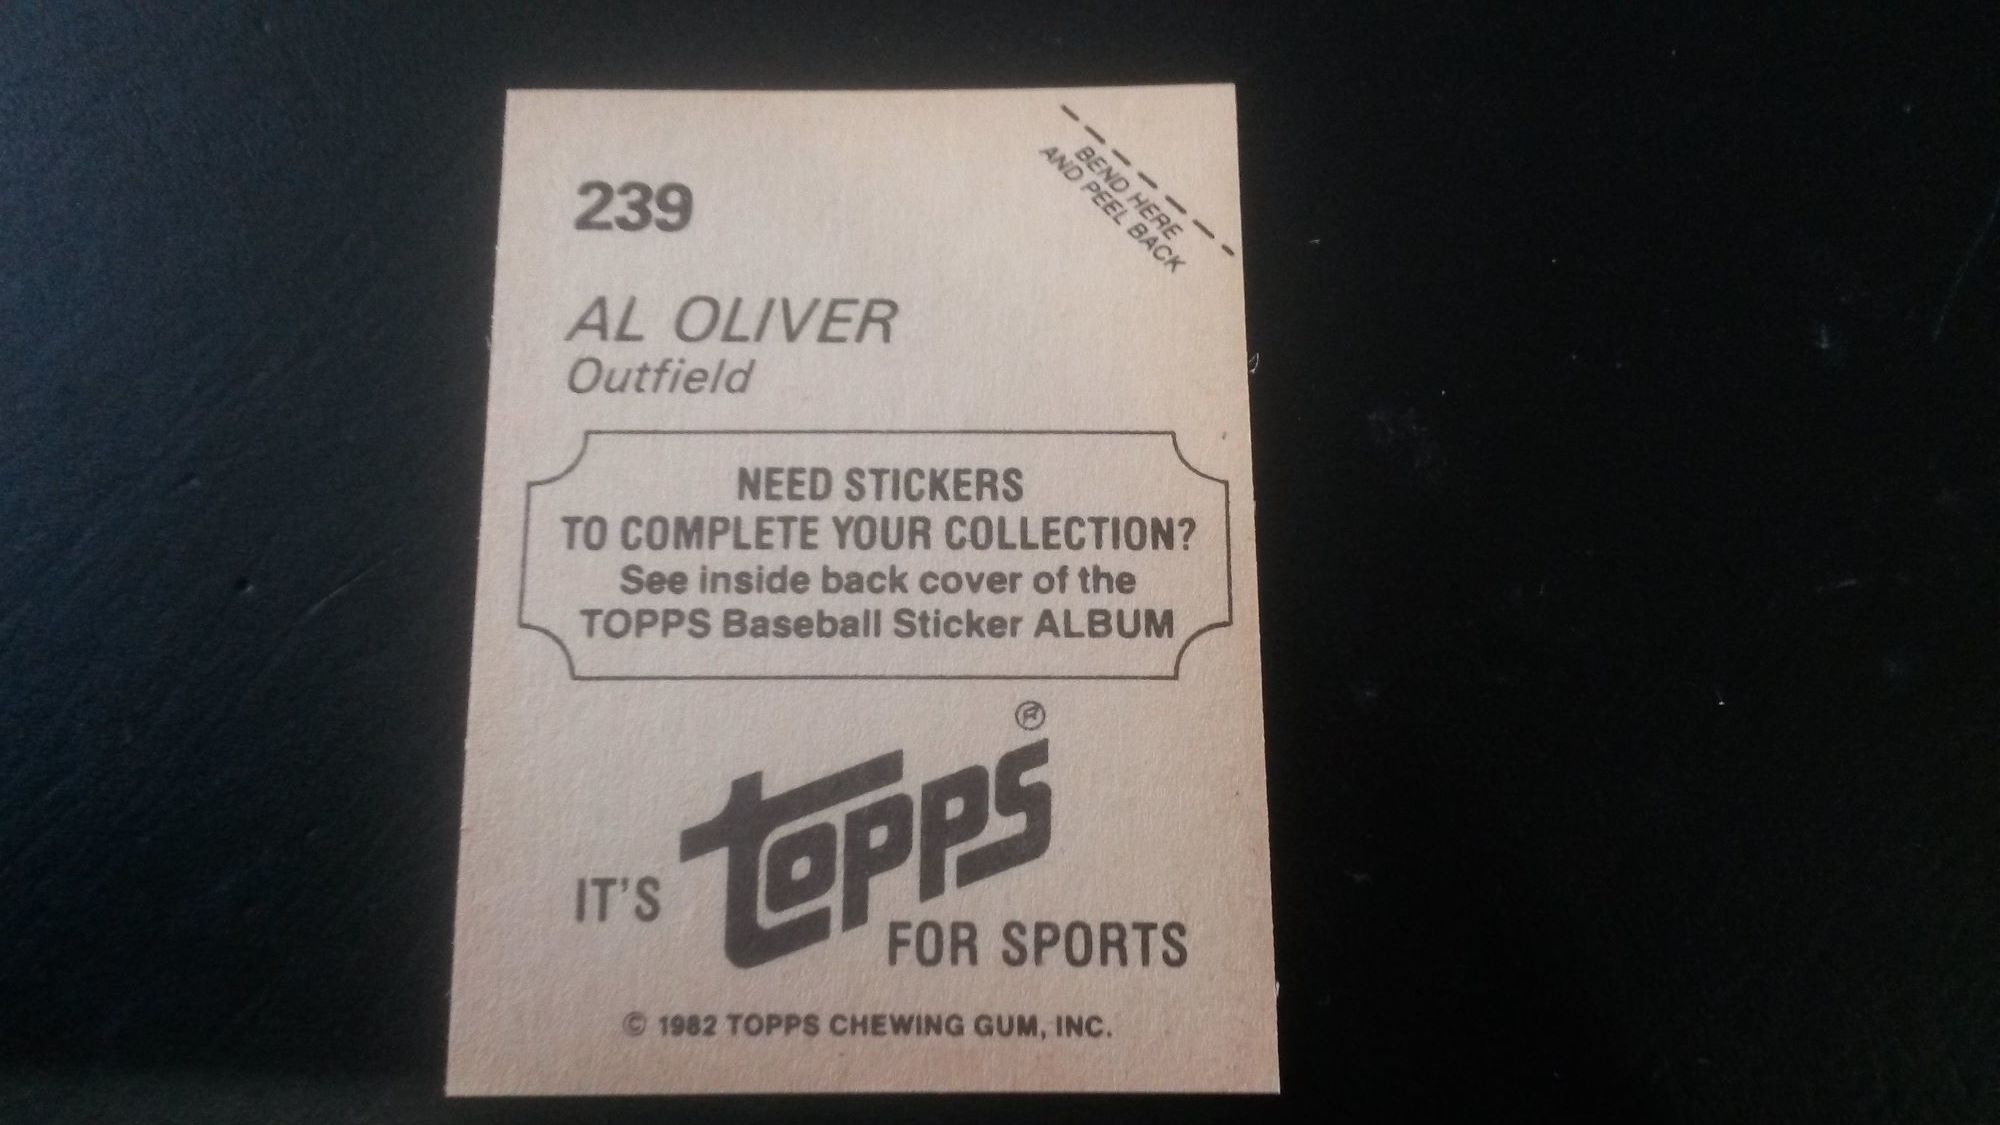 239
BEND HERE
AND PEEL BACK
AL OLIVER
Outfield
NEED STICKERS
TO COMPLETE YOUR COLLECTION?
See inside back cover of the
TOPPS Baseball Sticker ALBUM
IT'S topps® FOR SPORTS
© 1982 TOPPS CHEWING GUM, INC.